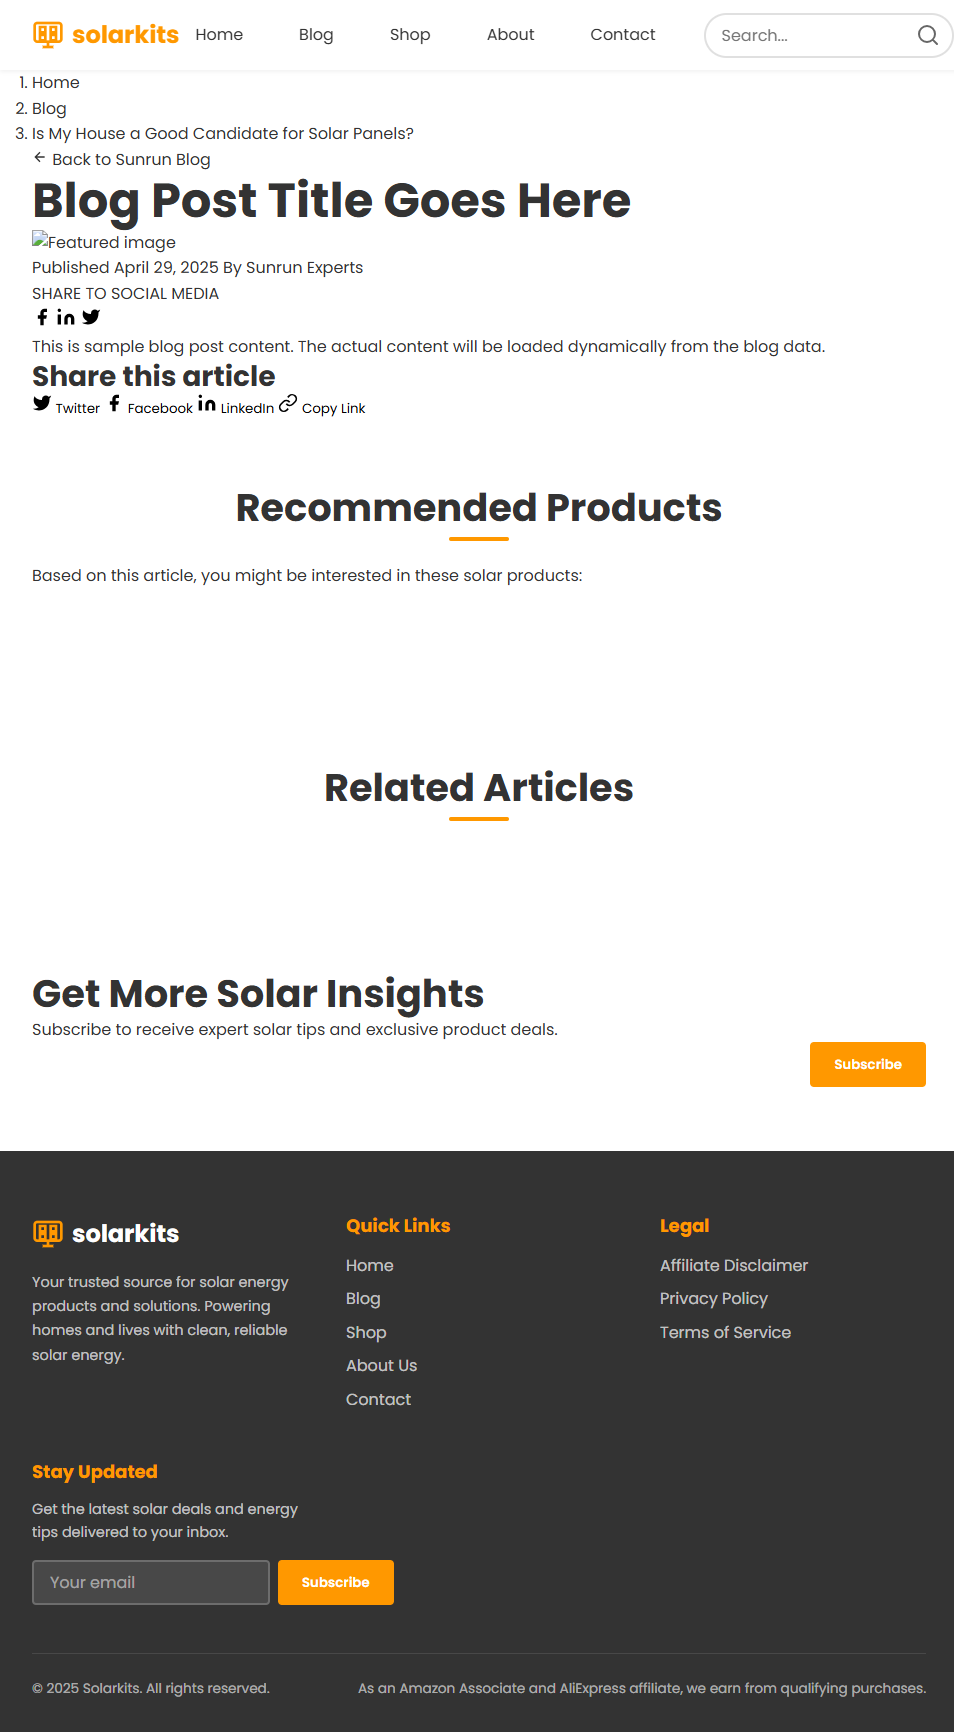 solarkits
Home Blog Shop About Contact
Search...
1. Home
2. Blog
3. Is My House a Good Candidate for Solar Panels?
Back to Sunrun Blog
Blog Post Title Goes Here
Featured image
Published April 29, 2025 By Sunrun Experts
SHARE TO SOCIAL MEDIA
This is sample blog post content. The actual content will be loaded dynamically from the blog data.
Share this article
Twitter Facebook LinkedIn Copy Link
Recommended Products
Based on this article, you might be interested in these solar products:
Related Articles
Get More Solar Insights
Subscribe to receive expert solar tips and exclusive product deals.
Subscribe
solarkits
Your trusted source for solar energy
products and solutions. Powering
homes and lives with clean, reliable
solar energy.
Quick Links
Home
Blog
Shop
About Us
Contact
Legal
Affiliate Disclaimer
Privacy Policy
Terms of Service
Stay Updated
Get the latest solar deals and energy
tips delivered to your inbox.
Your email
Subscribe
© 2025 Solarkits. All rights reserved.
As an Amazon Associate and AliExpress affiliate, we earn from qualifying purchases.